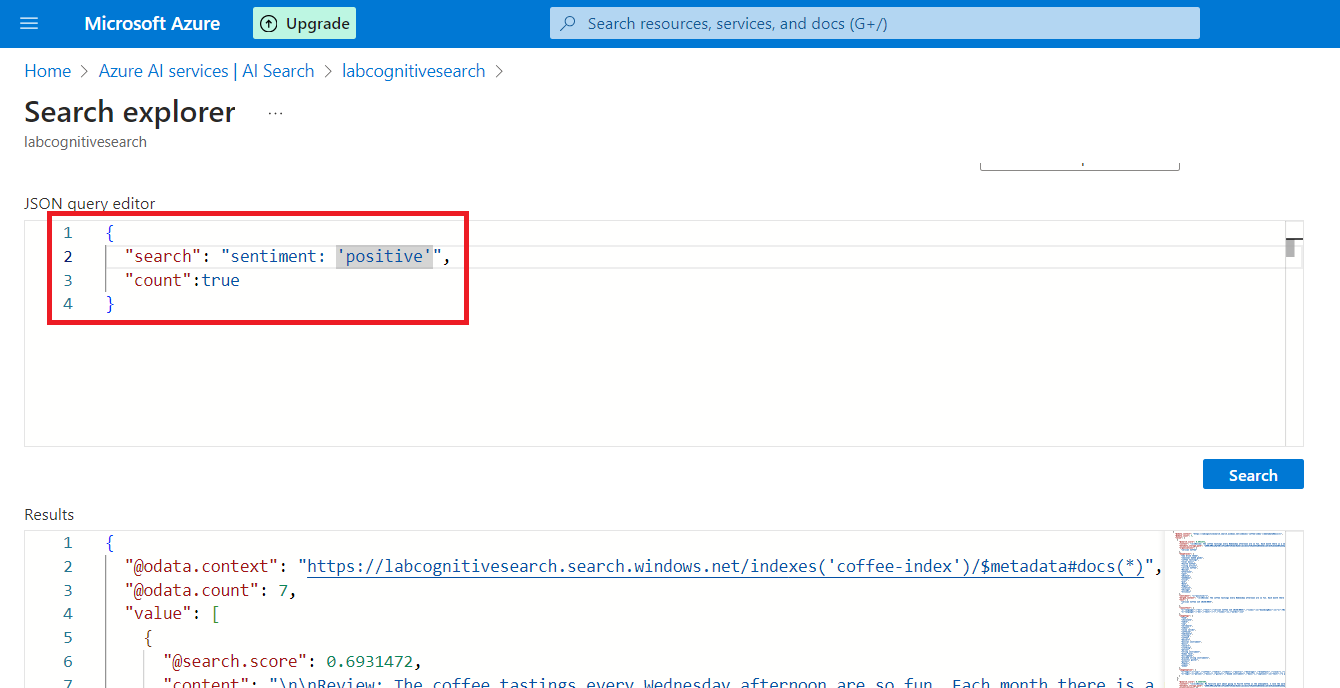 Microsoft Azure
Upgrade
Search resources, services, and docs (G+/)
Home > Azure AI services | AI Search > labcognitivesearch >
Search explorer ...
labcognitivesearch
JSON query editor
1 {
2 "search": "sentiment: 'positive'",
3 "count":true
4 }
Search
Results
1 {
2 "@odata.context": "https://labcognitivesearch.search.windows.net/indexes('coffee-index')/$metadata#docs(*)",
3 "@odata.count": 7,
4 "value": [
5 {
6 "@search.score": 0.6931472,
7 "content": "\n\nReview: The coffee tastings every Wednesday afternoon are so fun. Each month there is a